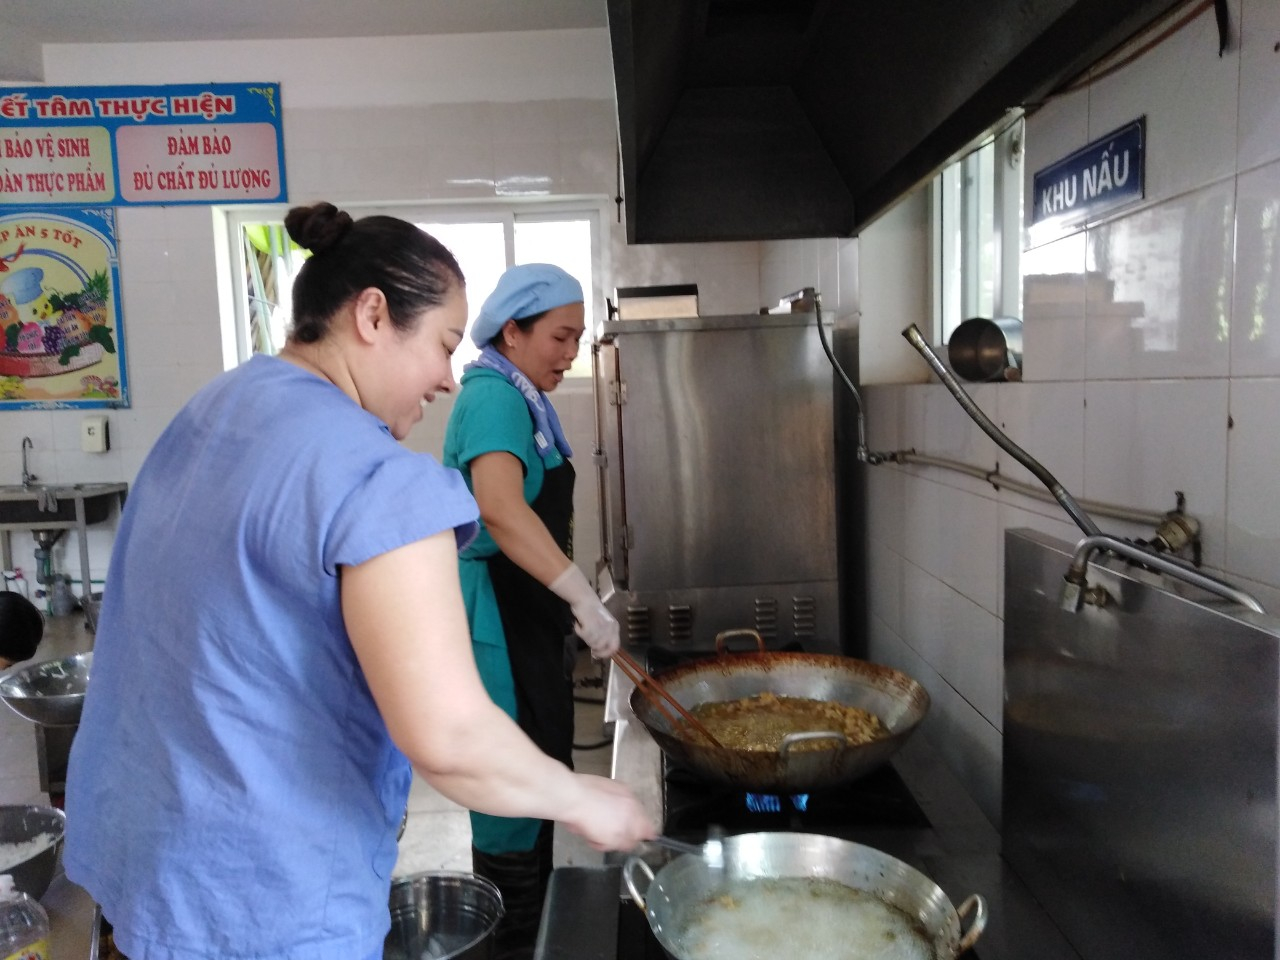 ẾT TÂM THỰC HIỆN
BẢO VỆ SINH
OÀN THỰC PHẨM
ĐẢM BẢO
ĐỦ CHẤT ĐỦ LƯỢNG
ẾP ĂN 5 TỐT
KHU NẤU